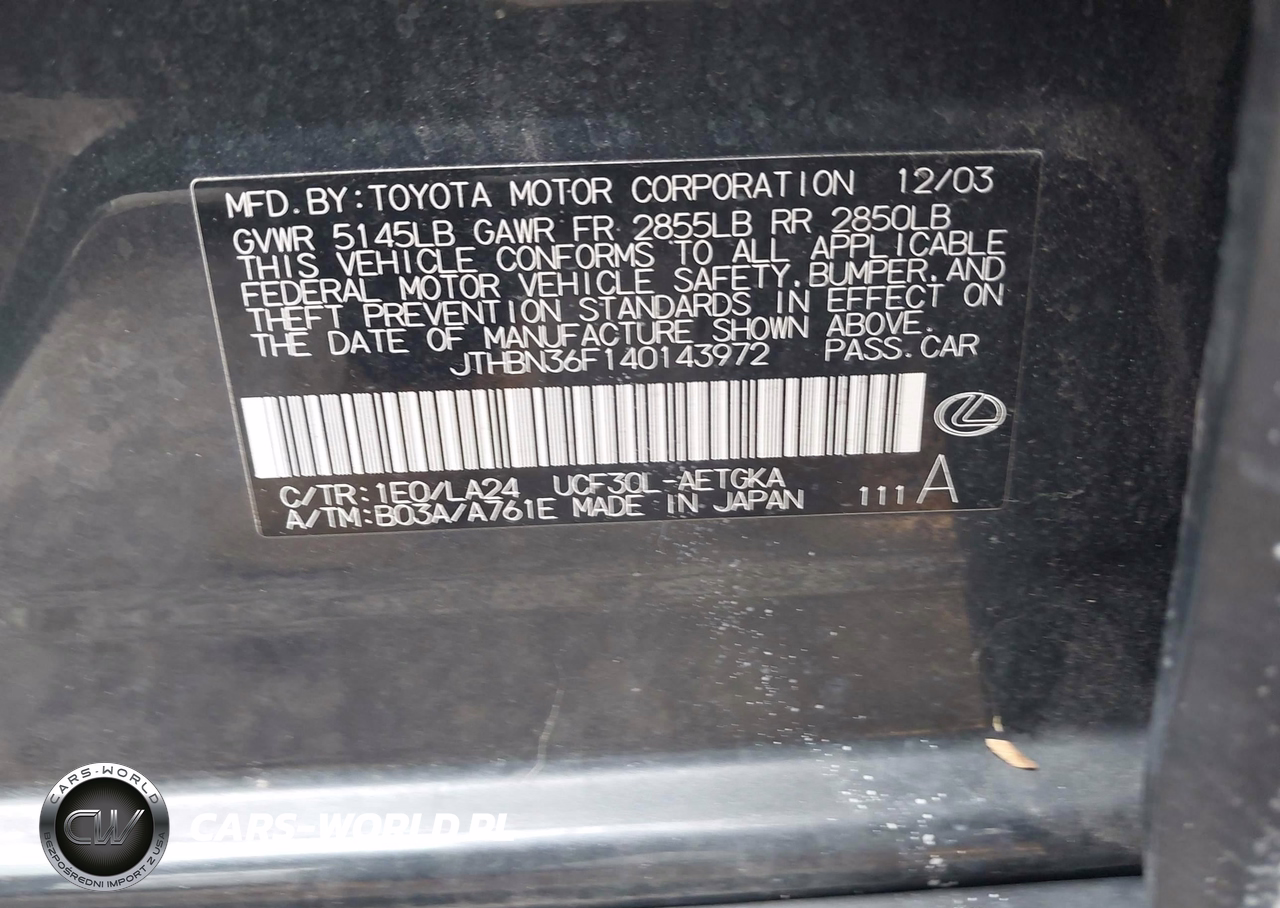 MFD. BY: TOYOTA MOTOR CORPORATION 12/03
GVWR 5145LB GAWR FR 2855LB RR 2850LB
THIS VEHICLE CONFORMS TO ALL APPLICABLE
FEDERAL MOTOR VEHICLE SAFETY, BUMPER, AND
THEFT PREVENTION STANDARDS IN EFFECT ON
THE DATE OF MANUFACTURE SHOWN ABOVE.
JTHBN36F140143972 PASS. CAR
C/TR: 1E0/LA24 UCF30L-AETGKA
A/TM: B03A/A761E MADE IN JAPAN 111 A
CARS-WORLD
CW
BEZPOŚREDNI IMPORT Z USA
CARS-WORLD.PL